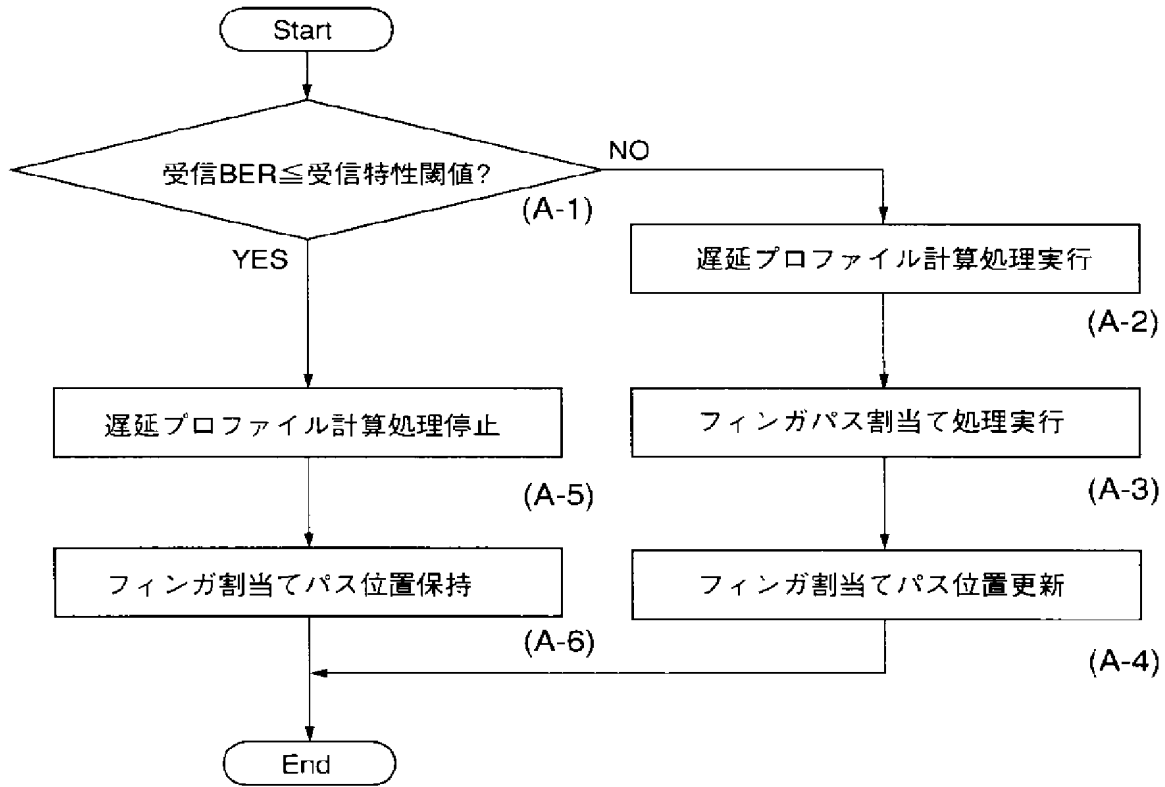 Start
受信BER≦受信特性閾値?
(A-1)
NO
YES
遅延プロファイル計算処理実行
(A-2)
遅延プロファイル計算処理停止
(A-5)
フィンガパス割当て処理実行
(A-3)
フィンガ割当てパス位置保持
(A-6)
フィンガ割当てパス位置更新
(A-4)
End